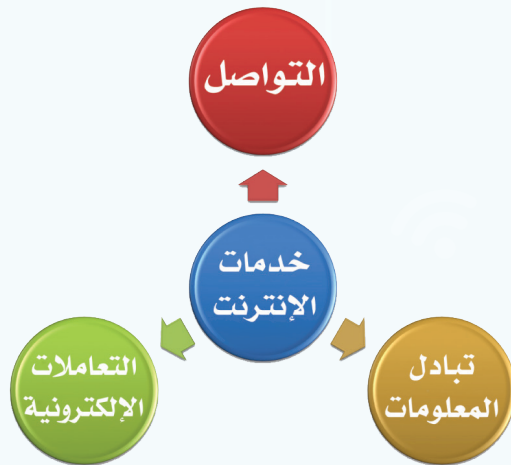 التواصل
خدمات
الإنترنت
تبادل
المعلومات
التعاملات
الإلكترونية